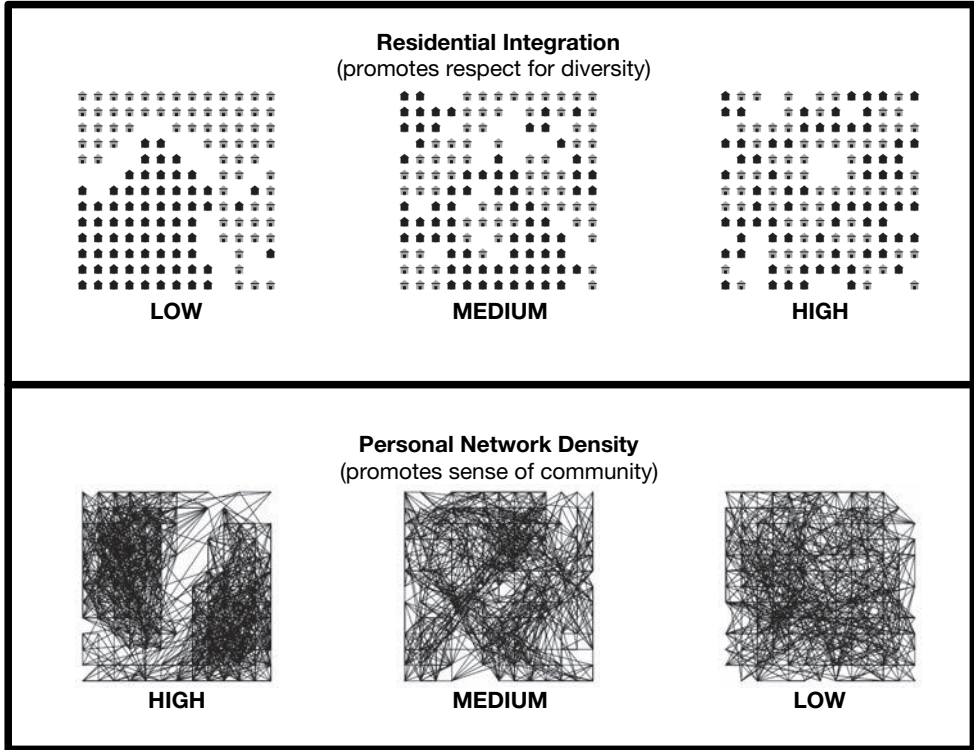 Residential Integration
(promotes respect for diversity)
LOW MEDIUM HIGH
Personal Network Density
(promotes sense of community)
HIGH MEDIUM LOW